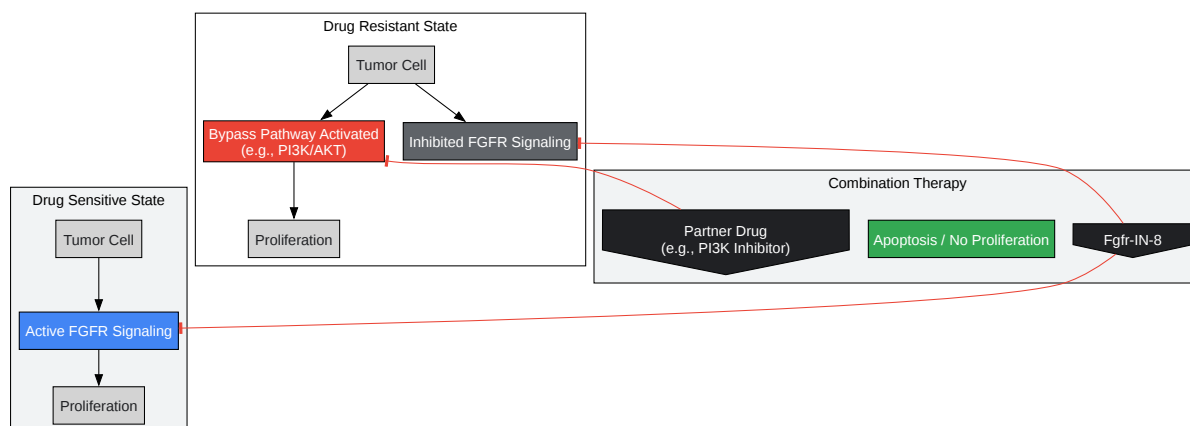 Drug Resistant State
Tumor Cell
Bypass Pathway Activated
(e.g., PI3K/AKT)
Inhibited FGFR Signaling
Proliferation
Drug Sensitive State
Tumor Cell
Active FGFR Signaling
Proliferation
Combination Therapy
Partner Drug
(e.g., PI3K Inhibitor)
Apoptosis / No Proliferation
Fgfr-IN-8